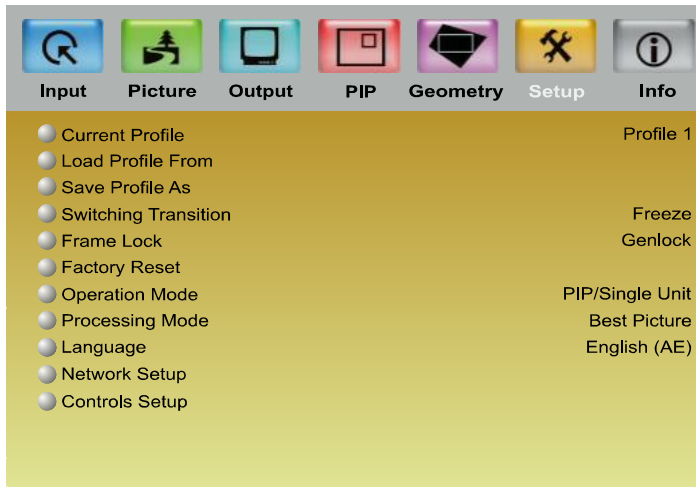 Input Picture Output PIP Geometry Setup Info
Current Profile Profile 1
Load Profile From
Save Profile As
Switching Transition Freeze
Frame Lock Genlock
Factory Reset
Operation Mode PIP/Single Unit
Processing Mode Best Picture
Language English (AE)
Network Setup
Controls Setup